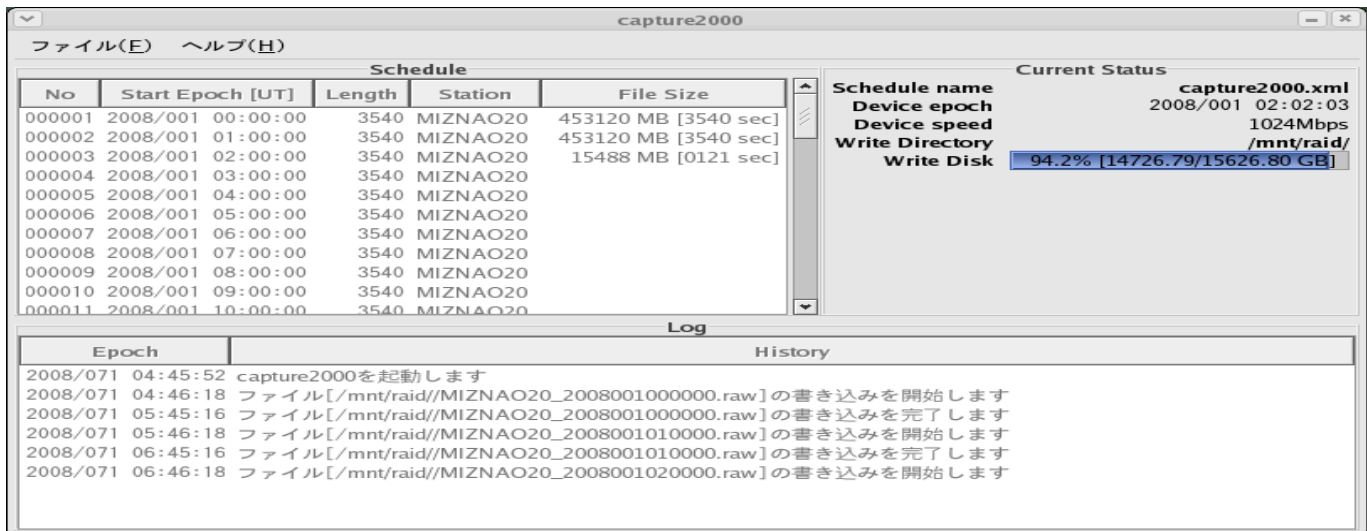 capture2000
ファイル(F) ヘルプ(H)
Schedule
No Start Epoch [UT] Length Station File Size
000001 2008/001 00:00:00 3540 MIZNAO20 453120 MB [3540 sec]
000002 2008/001 01:00:00 3540 MIZNAO20 453120 MB [3540 sec]
000003 2008/001 02:00:00 3540 MIZNAO20 15488 MB [0121 sec]
000004 2008/001 03:00:00 3540 MIZNAO20
000005 2008/001 04:00:00 3540 MIZNAO20
000006 2008/001 05:00:00 3540 MIZNAO20
000007 2008/001 06:00:00 3540 MIZNAO20
000008 2008/001 07:00:00 3540 MIZNAO20
000009 2008/001 08:00:00 3540 MIZNAO20
000010 2008/001 09:00:00 3540 MIZNAO20
000011 2008/001 10:00:00 3540 MIZNAO20
Current Status
Schedule name capture2000.xml
Device epoch 2008/001 02:02:03
Device speed 1024Mbps
Write Directory /mnt/raid/
Write Disk 94.2% [14726.79/15626.80 GB]
Log
Epoch History
2008/071 04:45:52 capture2000を起動します
2008/071 04:46:18 ファイル[/mnt/raid//MIZNAO20_2008001000000.raw]の書き込みを開始します
2008/071 05:45:16 ファイル[/mnt/raid//MIZNAO20_2008001000000.raw]の書き込みを完了します
2008/071 05:46:18 ファイル[/mnt/raid//MIZNAO20_2008001010000.raw]の書き込みを開始します
2008/071 06:45:16 ファイル[/mnt/raid//MIZNAO20_2008001010000.raw]の書き込みを完了します
2008/071 06:46:18 ファイル[/mnt/raid//MIZNAO20_2008001020000.raw]の書き込みを開始します